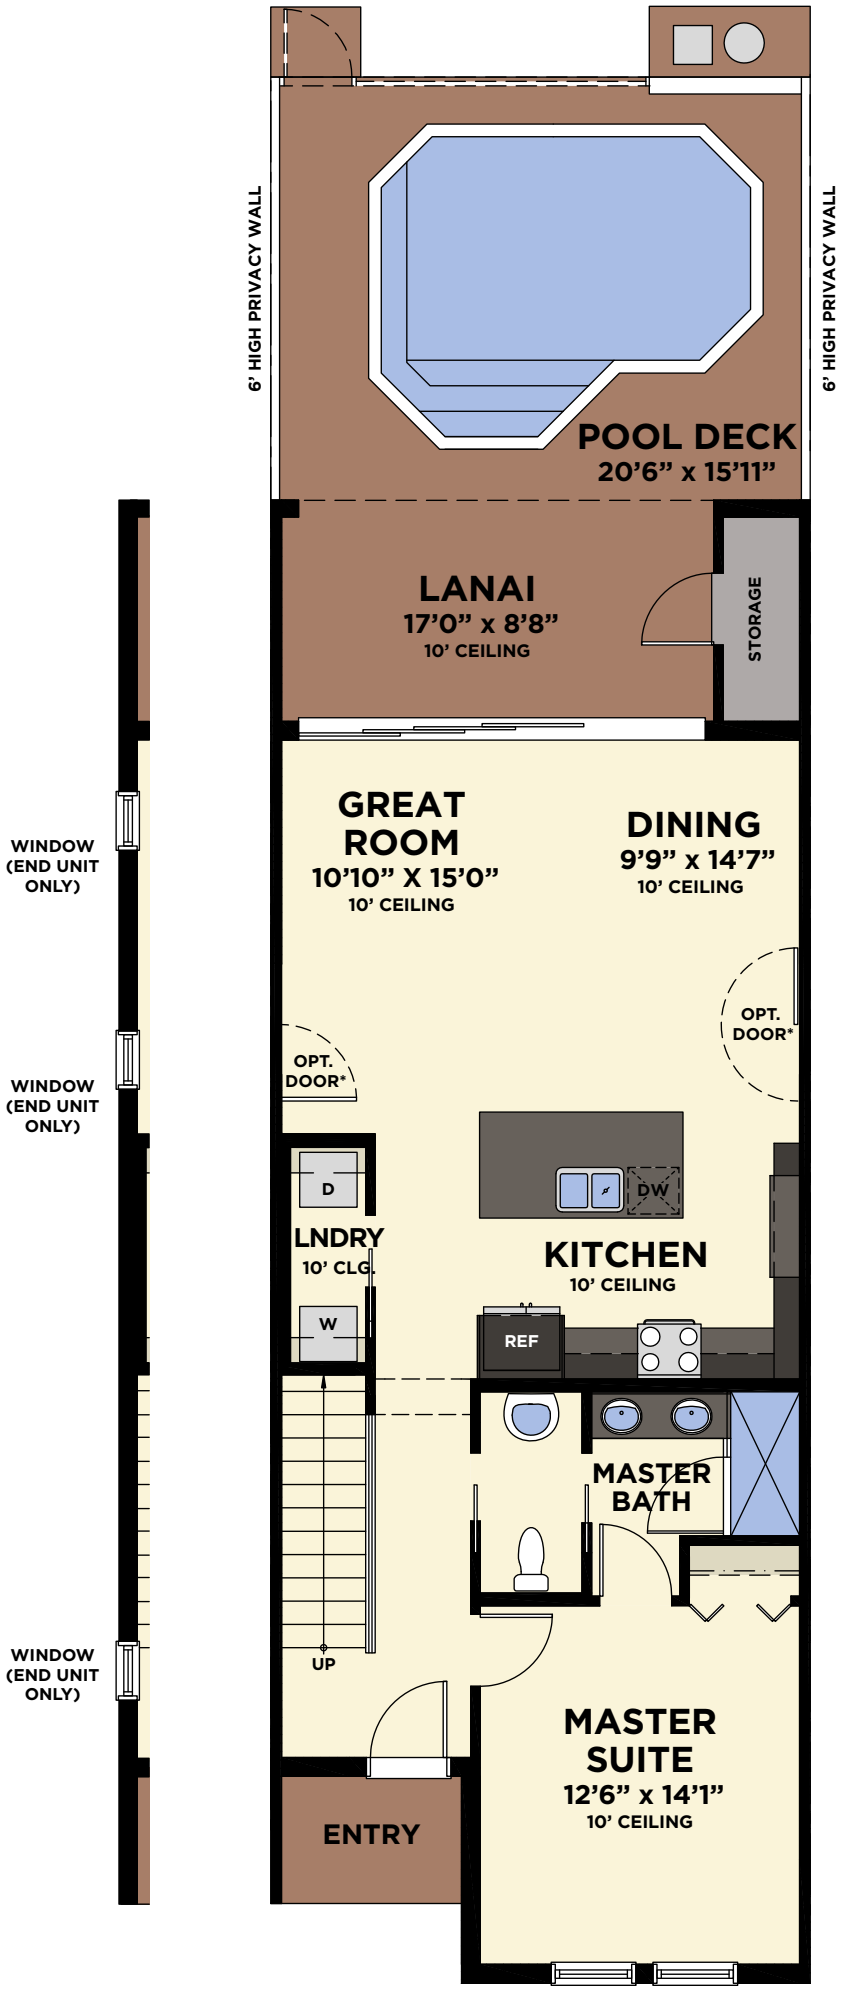 6' HIGH PRIVACY WALL
6' HIGH PRIVACY WALL
POOL DECK
20'6” x 15'11”
LANAI
17'0” x 8'8”
10' CEILING
STORAGE
GREAT
ROOM
10'10” X 15'0”
10' CEILING
DINING
9'9” x 14'7”
10' CEILING
WINDOW
(END UNIT
ONLY)
OPT.
DOOR*
OPT.
DOOR*
WINDOW
(END UNIT
ONLY)
D
LNDRY
10' CLG.
W
DW
KITCHEN
10' CEILING
REF
MASTER
BATH
UP
WINDOW
(END UNIT
ONLY)
MASTER
SUITE
12'6” x 14'1”
10' CEILING
ENTRY